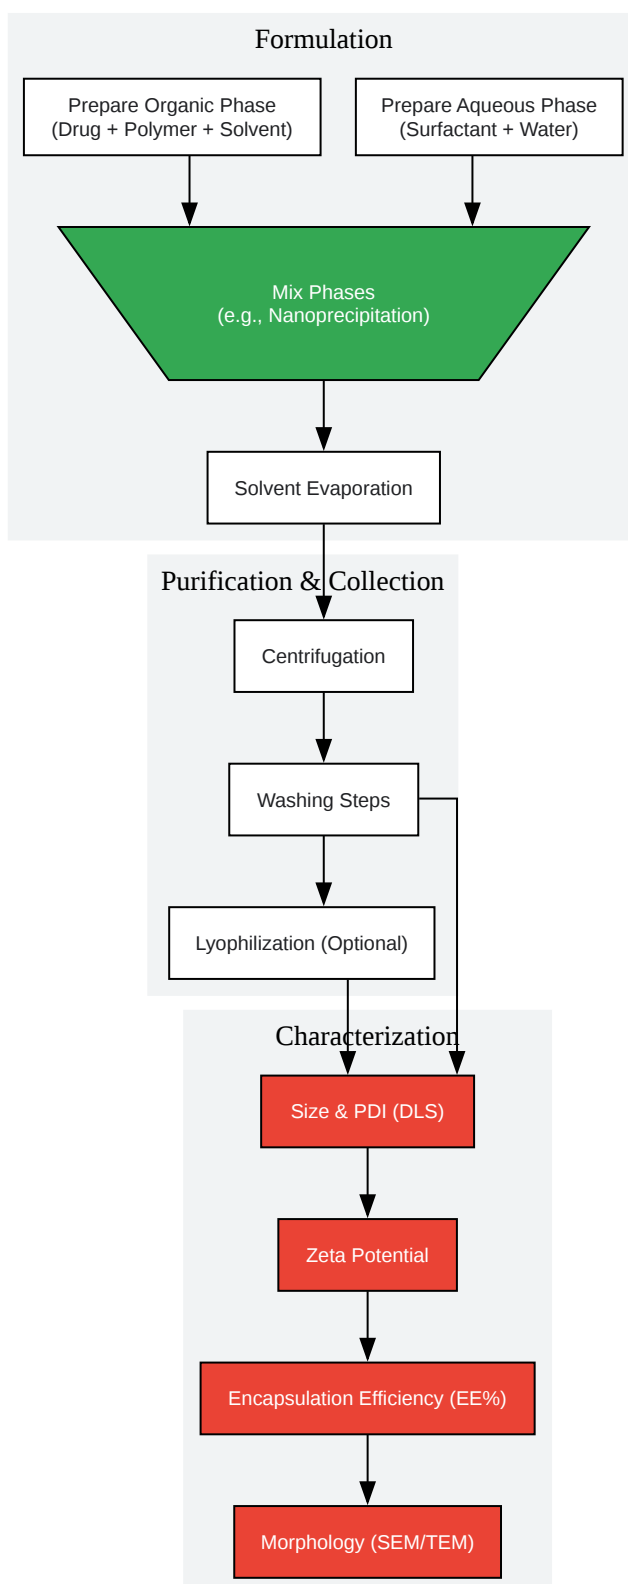 Formulation
Prepare Organic Phase
(Drug + Polymer + Solvent)
Prepare Aqueous Phase
(Surfactant + Water)
Mix Phases
(e.g., Nanoprecipitation)
Solvent Evaporation
Purification & Collection
Centrifugation
Washing Steps
Lyophilization (Optional)
Characterization
Size & PDI (DLS)
Zeta Potential
Encapsulation Efficiency (EE%)
Morphology (SEM/TEM)